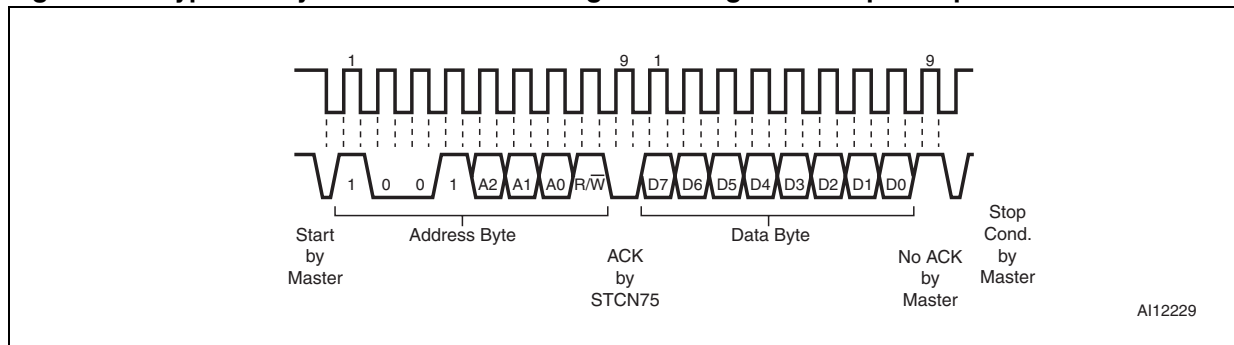 1 9 1 9
1 0 0 1 A2 A1 A0 R/W̅ D7 D6 D5 D4 D3 D2 D1 D0
Start
by
Master
Address Byte
ACK
by
STCN75
Data Byte
No ACK
by
Master
Stop
Cond.
by
Master
AI12229